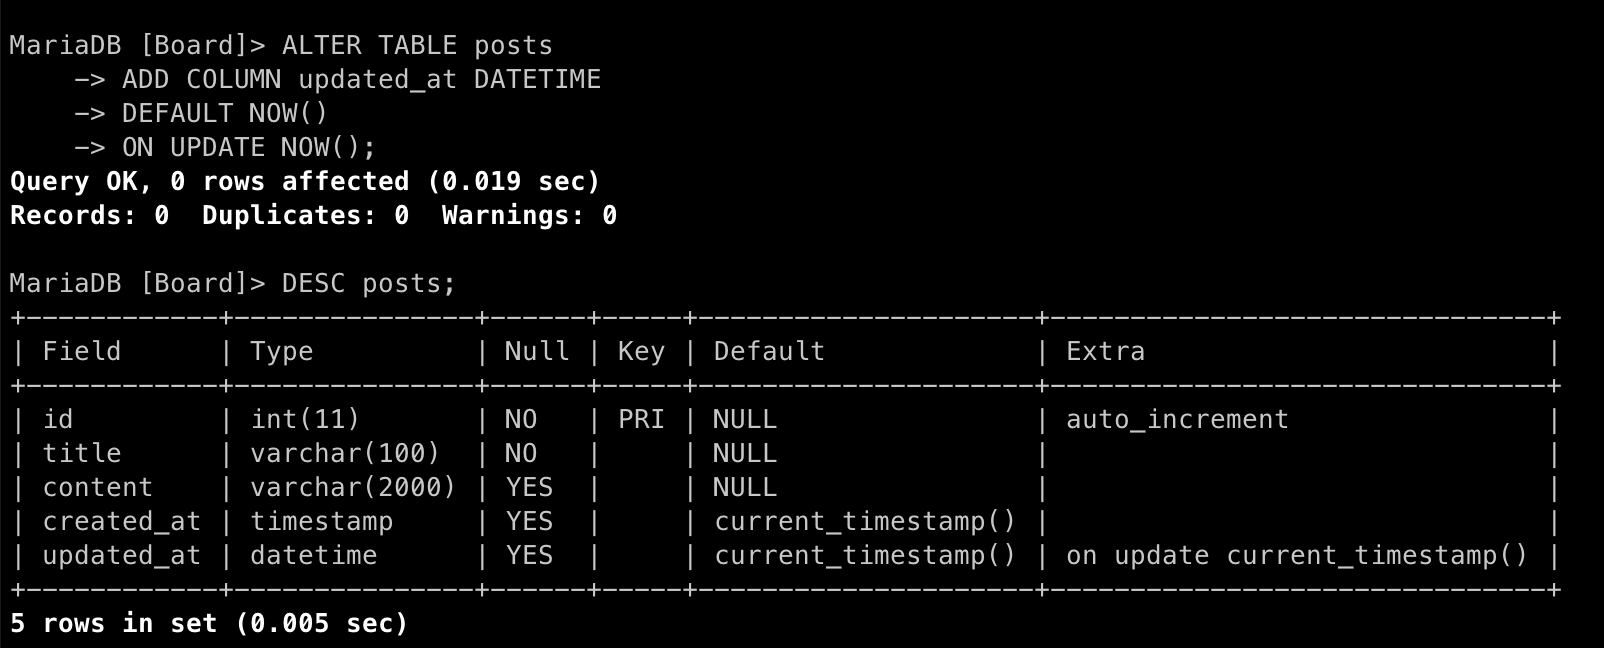 MariaDB [Board]> ALTER TABLE posts
    -> ADD COLUMN updated_at DATETIME
    -> DEFAULT NOW()
    -> ON UPDATE NOW();
Query OK, 0 rows affected (0.019 sec)
Records: 0  Duplicates: 0  Warnings: 0

MariaDB [Board]> DESC posts;
+------------+---------------+------+-----+---------------------+-------------------------------+
| Field      | Type          | Null | Key | Default             | Extra                         |
+------------+---------------+------+-----+---------------------+-------------------------------+
| id         | int(11)       | NO   | PRI | NULL                | auto_increment                |
| title      | varchar(100)  | NO   |     | NULL                |                               |
| content    | varchar(2000) | YES  |     | NULL                |                               |
| created_at | timestamp     | YES  |     | current_timestamp() |                               |
| updated_at | datetime      | YES  |     | current_timestamp() | on update current_timestamp() |
+------------+---------------+------+-----+---------------------+-------------------------------+
5 rows in set (0.005 sec)